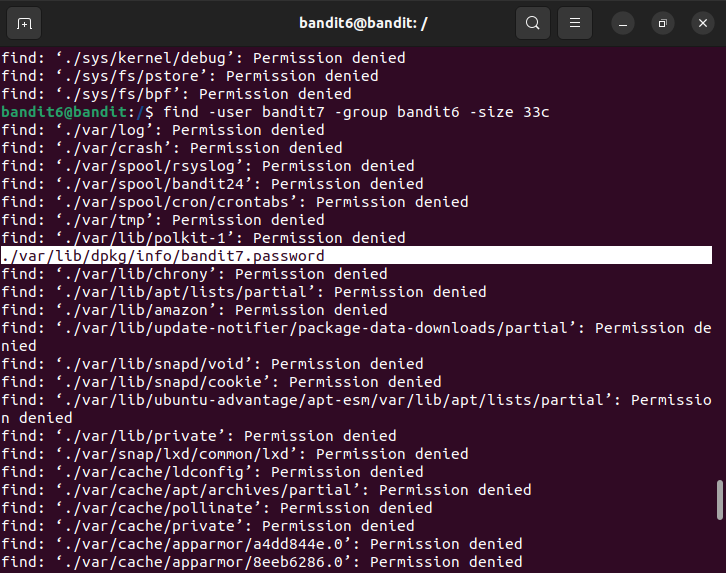 bandit6@bandit: /
find: ‘./sys/kernel/debug’: Permission denied
find: ‘./sys/fs/pstore’: Permission denied
find: ‘./sys/fs/bpf’: Permission denied
bandit6@bandit:/$ find -user bandit7 -group bandit6 -size 33c
find: ‘./var/log’: Permission denied
find: ‘./var/crash’: Permission denied
find: ‘./var/spool/rsyslog’: Permission denied
find: ‘./var/spool/bandit24’: Permission denied
find: ‘./var/spool/cron/crontabs’: Permission denied
find: ‘./var/tmp’: Permission denied
find: ‘./var/lib/polkit-1’: Permission denied
./var/lib/dpkg/info/bandit7.password
find: ‘./var/lib/chrony’: Permission denied
find: ‘./var/lib/apt/lists/partial’: Permission denied
find: ‘./var/lib/amazon’: Permission denied
find: ‘./var/lib/update-notifier/package-data-downloads/partial’: Permission de
nied
find: ‘./var/lib/snapd/void’: Permission denied
find: ‘./var/lib/snapd/cookie’: Permission denied
find: ‘./var/lib/ubuntu-advantage/apt-esm/var/lib/apt/lists/partial’: Permissio
n denied
find: ‘./var/lib/private’: Permission denied
find: ‘./var/snap/lxd/common/lxd’: Permission denied
find: ‘./var/cache/ldconfig’: Permission denied
find: ‘./var/cache/apt/archives/partial’: Permission denied
find: ‘./var/cache/pollinate’: Permission denied
find: ‘./var/cache/private’: Permission denied
find: ‘./var/cache/apparmor/a4dd844e.0’: Permission denied
find: ‘./var/cache/apparmor/8eeb6286.0’: Permission denied